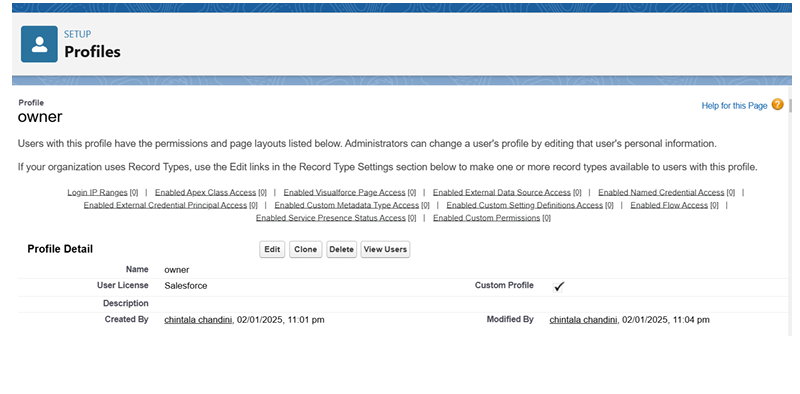 SETUP
Profiles
Profile
owner
Help for this Page ?
Users with this profile have the permissions and page layouts listed below. Administrators can change a user's profile by editing that user's personal information.
If your organization uses Record Types, use the Edit links in the Record Type Settings section below to make one or more record types available to users with this profile.
Login IP Ranges [0] | Enabled Apex Class Access [0] | Enabled Visualforce Page Access [0] | Enabled External Data Source Access [0] | Enabled Named Credential Access [0] |
Enabled External Credential Principal Access [0] | Enabled Custom Metadata Type Access [0] | Enabled Custom Setting Definitions Access [0] | Enabled Flow Access [0] |
Enabled Service Presence Status Access [0] | Enabled Custom Permissions [0]
Profile Detail Edit Clone Delete View Users
Name owner
User License Salesforce Custom Profile ✓
Description
Created By chintala chandini, 02/01/2025, 11:01 pm Modified By chintala chandini, 02/01/2025, 11:04 pm